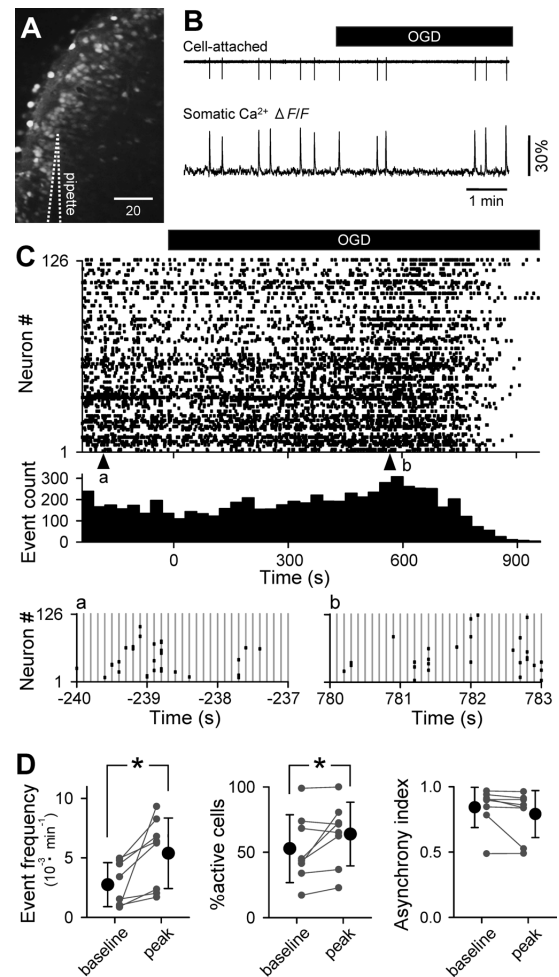 A
pipette
20
B
OGD
Cell-attached
Somatic Ca²⁺ Δ F/F
30%
1 min
OGD
C
126
Neuron #
1
a
b
300
200
100
0
Event count
0 300 600 900
Time (s)
a
126
Neuron #
1
-240 -239 -238 -237
Time (s)
b
780 781 782 783
Time (s)
D
*
10
5
0
Event frequency
(10⁻³· min⁻¹)
baseline
peak
*
100
50
0
%active cells
baseline
peak
1.0
0.5
0.0
Asynchrony index
baseline
peak